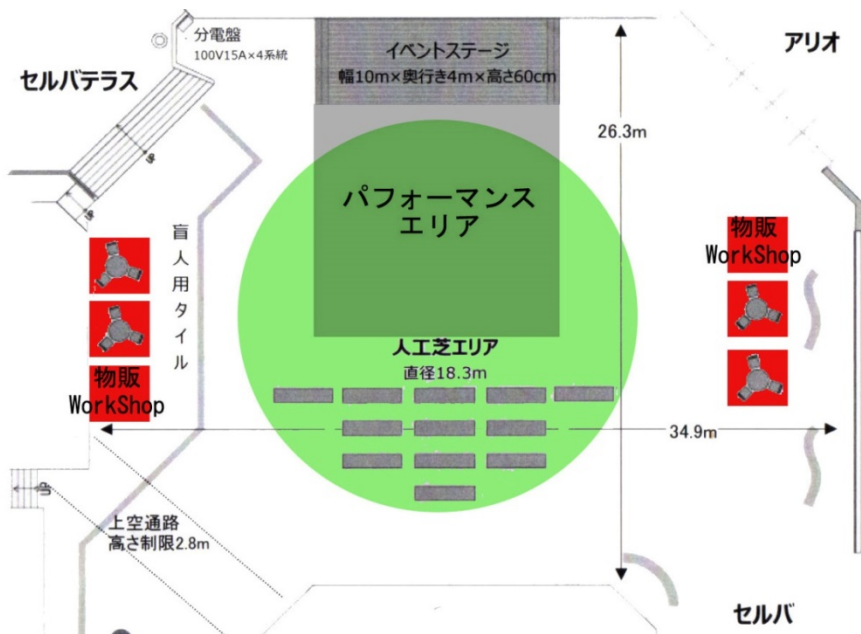 分電盤
100V15A×4系統
イベントステージ
幅10m×奥行き4m×高さ60cm
アリオ
セルバテラス
UP
UP
26.3m
パフォーマンス
エリア
盲人用タイル
物販
WorkShop
人工芝エリア
直径18.3m
物販
WorkShop
34.9m
UP
上空通路
高さ制限2.8m
セルバ